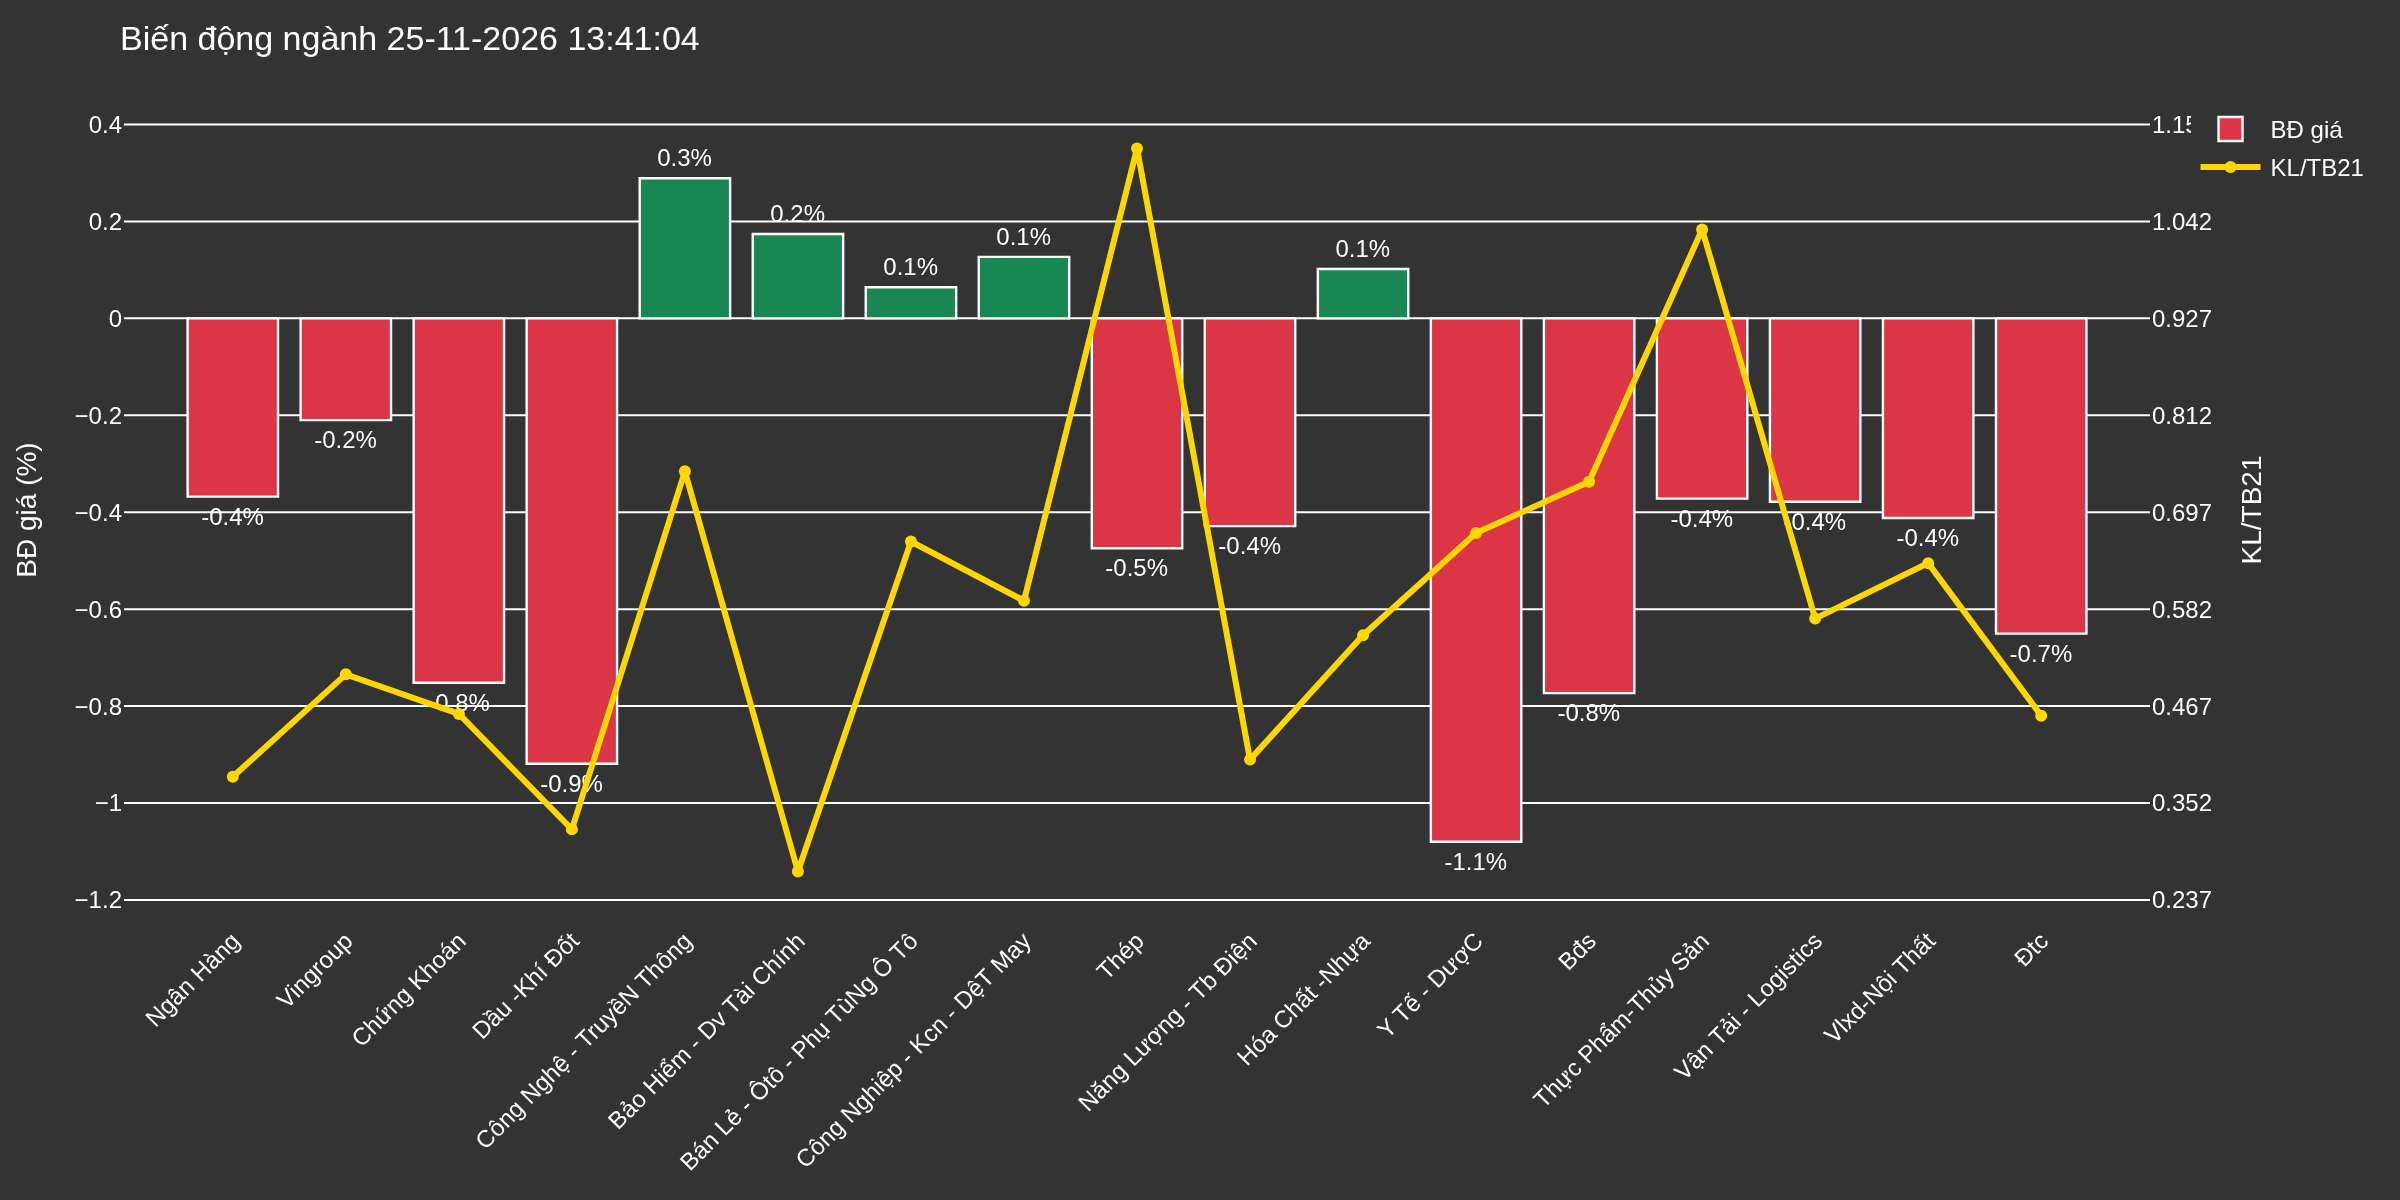 Biến động ngành 25-11-2026 13:41:04
BĐ giá
KL/TB21
0.4
0.2
0
−0.2
−0.4
−0.6
−0.8
−1
−1.2
BĐ giá (%)
1.15
1.042
0.927
0.812
0.697
0.582
0.467
0.352
0.237
KL/TB21
-0.4%
-0.2%
-0.8%
-0.9%
0.3%
0.2%
0.1%
0.1%
-0.5%
-0.4%
0.1%
-1.1%
-0.8%
-0.4%
-0.4%
-0.4%
-0.7%
Ngân Hàng
Vingroup
Chứng Khoán
Dầu -Khí Đốt
Công Nghệ - TruyềN Thông
Bảo Hiểm - Dv Tài Chính
Bán Lẻ - Ôtô - Phụ TùNg Ô Tô
Công Nghiệp - Kcn - DệT May
Thép
Năng Lượng - Tb Điện
Hóa Chất -Nhựa
Y Tế - DượC
Bđs
Thực Phẩm-Thủy Sản
Vận Tải - Logistics
Vlxd-Nội Thất
Đtc